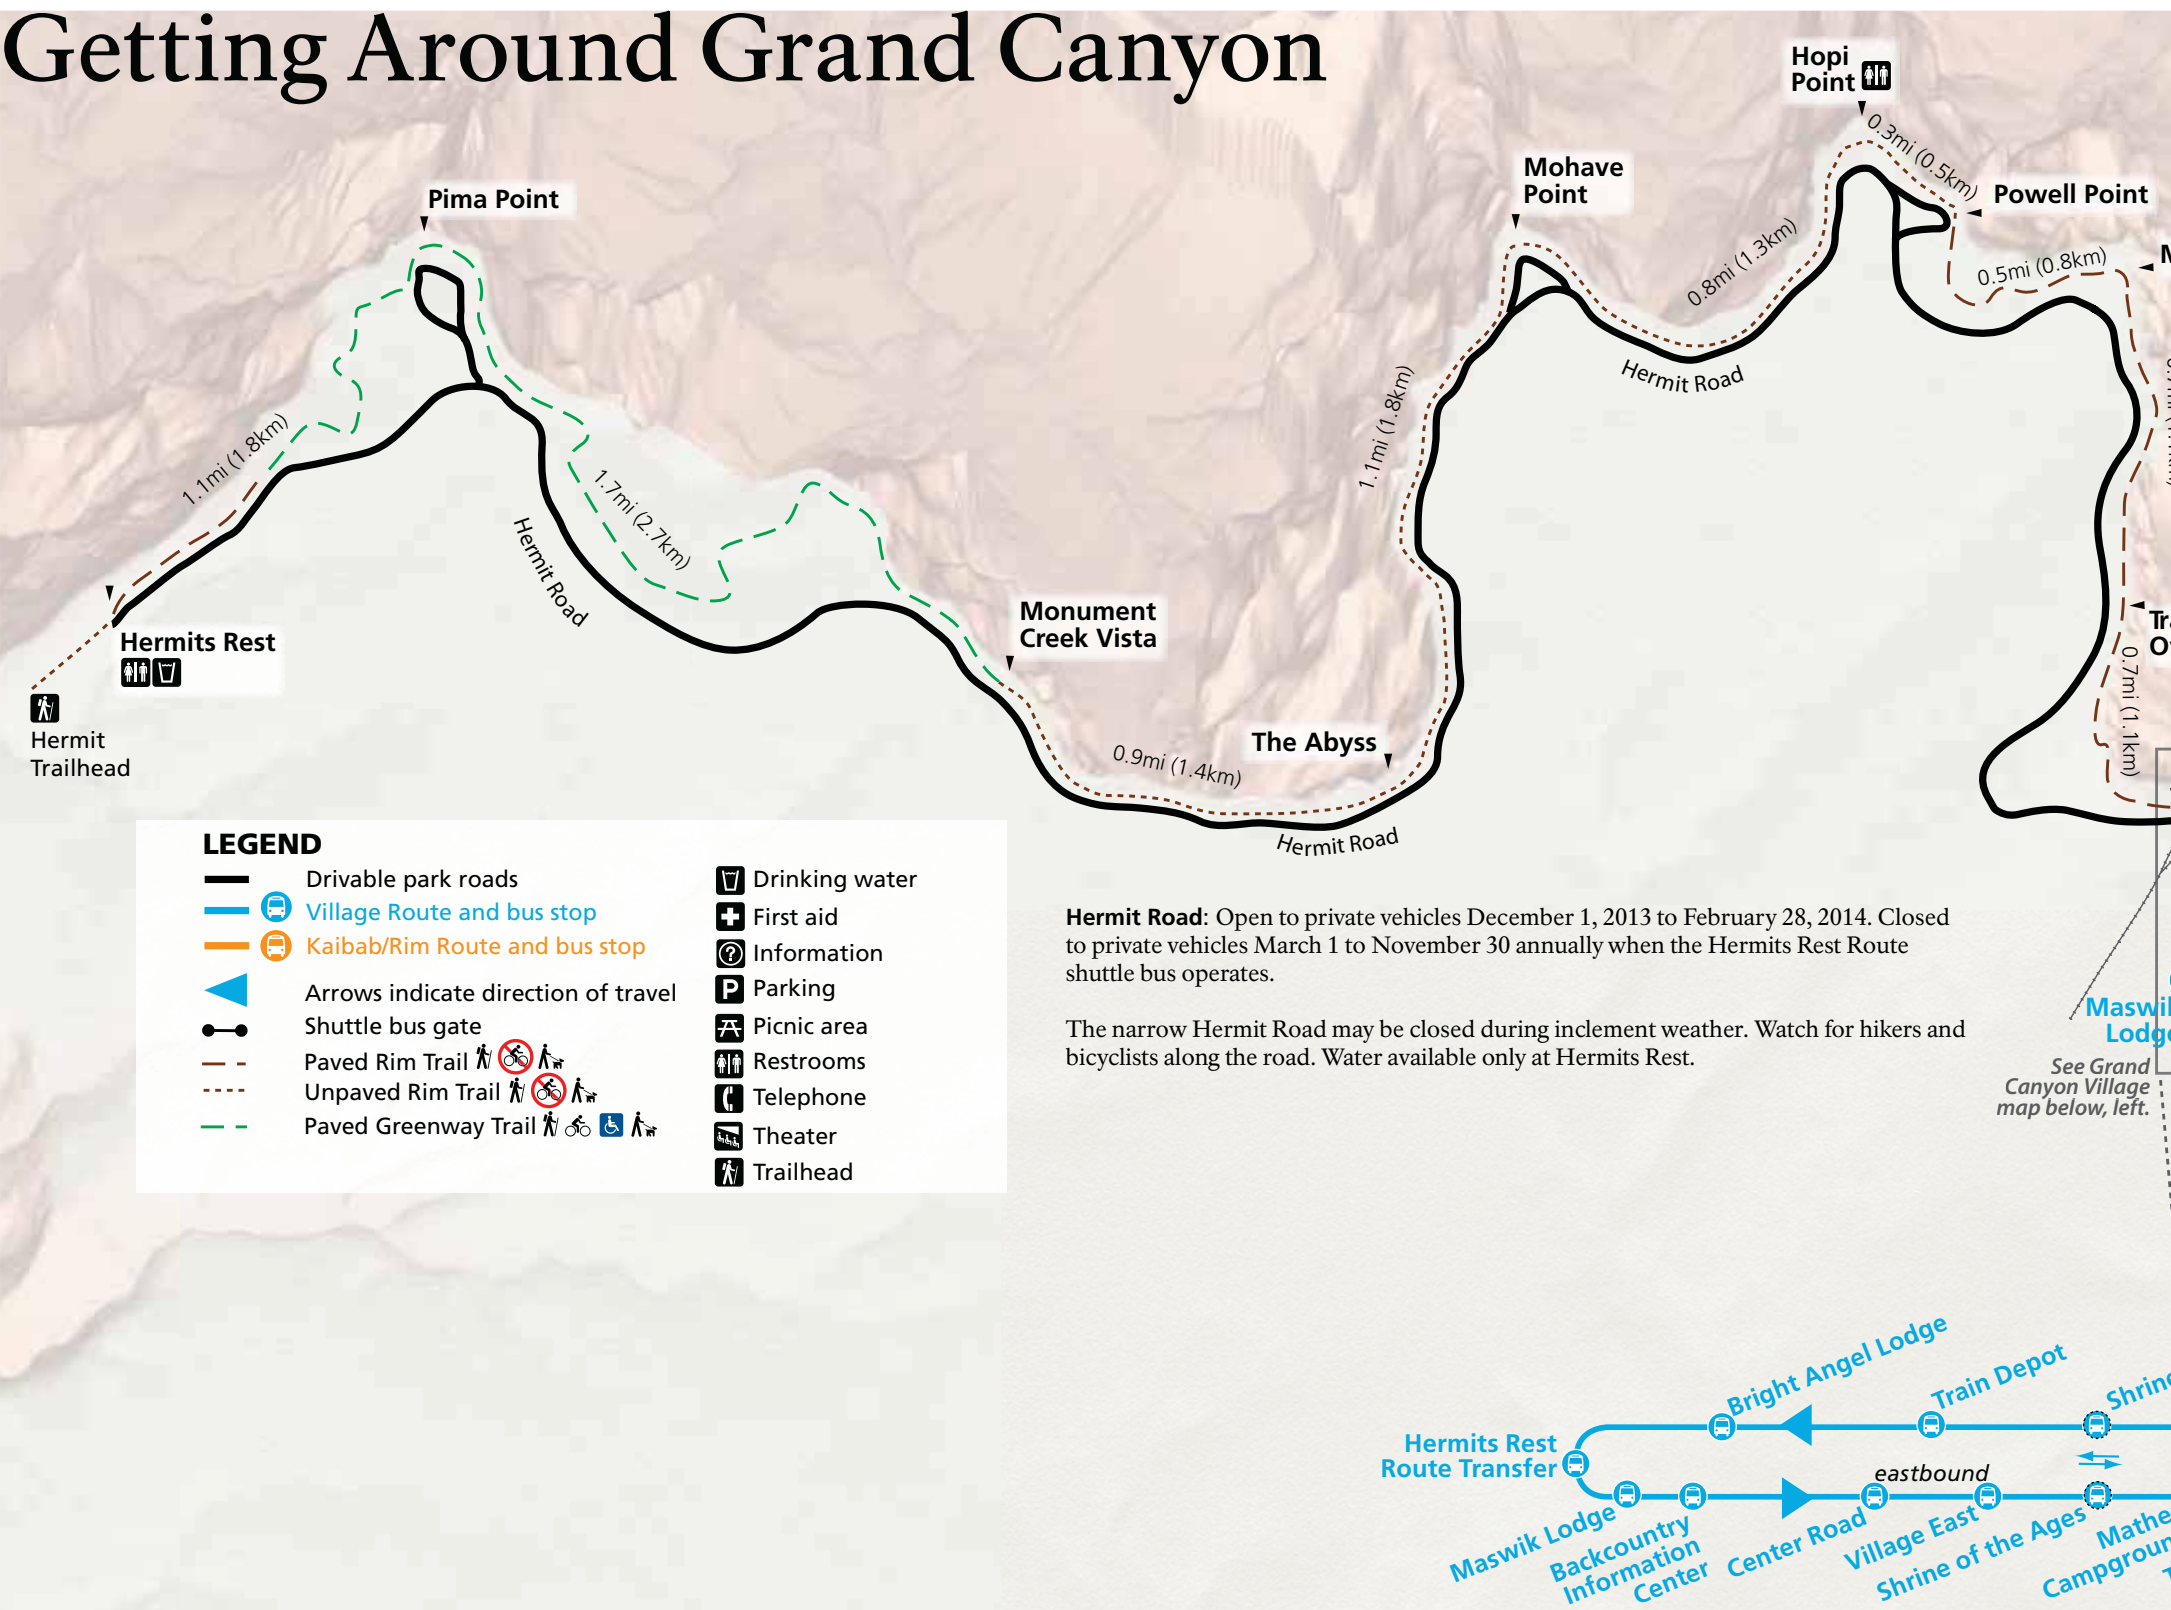 Getting Around Grand Canyon
Hopi
Point
0.3mi (0.5km)
Powell Point
Mohave
Point
Pima Point
0.8mi (1.3km)
0.5mi (0.8km)
Hermit Road
1.1mi (1.8km)
1.1mi (1.8km)
1.7mi (2.7km)
Hermit Road
Hermits Rest
Hermit
Trailhead
Monument
Creek Vista
The Abyss
0.9mi (1.4km)
Hermit Road
0.7mi (1.1km)
LEGEND
Drivable park roads
Village Route and bus stop
Kaibab/Rim Route and bus stop
Arrows indicate direction of travel
Shuttle bus gate
Paved Rim Trail
Unpaved Rim Trail
Paved Greenway Trail
Drinking water
First aid
Information
P Parking
Picnic area
Restrooms
Telephone
Theater
Trailhead
Hermit Road: Open to private vehicles December 1, 2013 to February 28, 2014. Closed
to private vehicles March 1 to November 30 annually when the Hermits Rest Route
shuttle bus operates.
The narrow Hermit Road may be closed during inclement weather. Watch for hikers and
bicyclists along the road. Water available only at Hermits Rest.
See Grand
Canyon Village
map below, left.
Bright Angel Lodge
Train Depot
Shrine
Hermits Rest
Route Transfer
eastbound
Maswik Lodge
Backcountry
Information
Center
Center Road
Village East
Shrine of the Ages